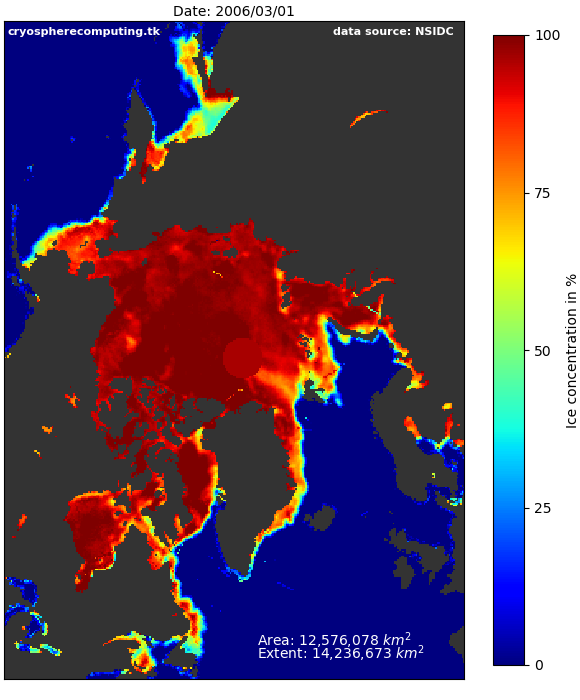 Date: 2006/03/01
cryospherecomputing.tk
data source: NSIDC
100
75
50
25
0
Ice concentration in %
Area: 12,576,078 km²
Extent: 14,236,673 km²